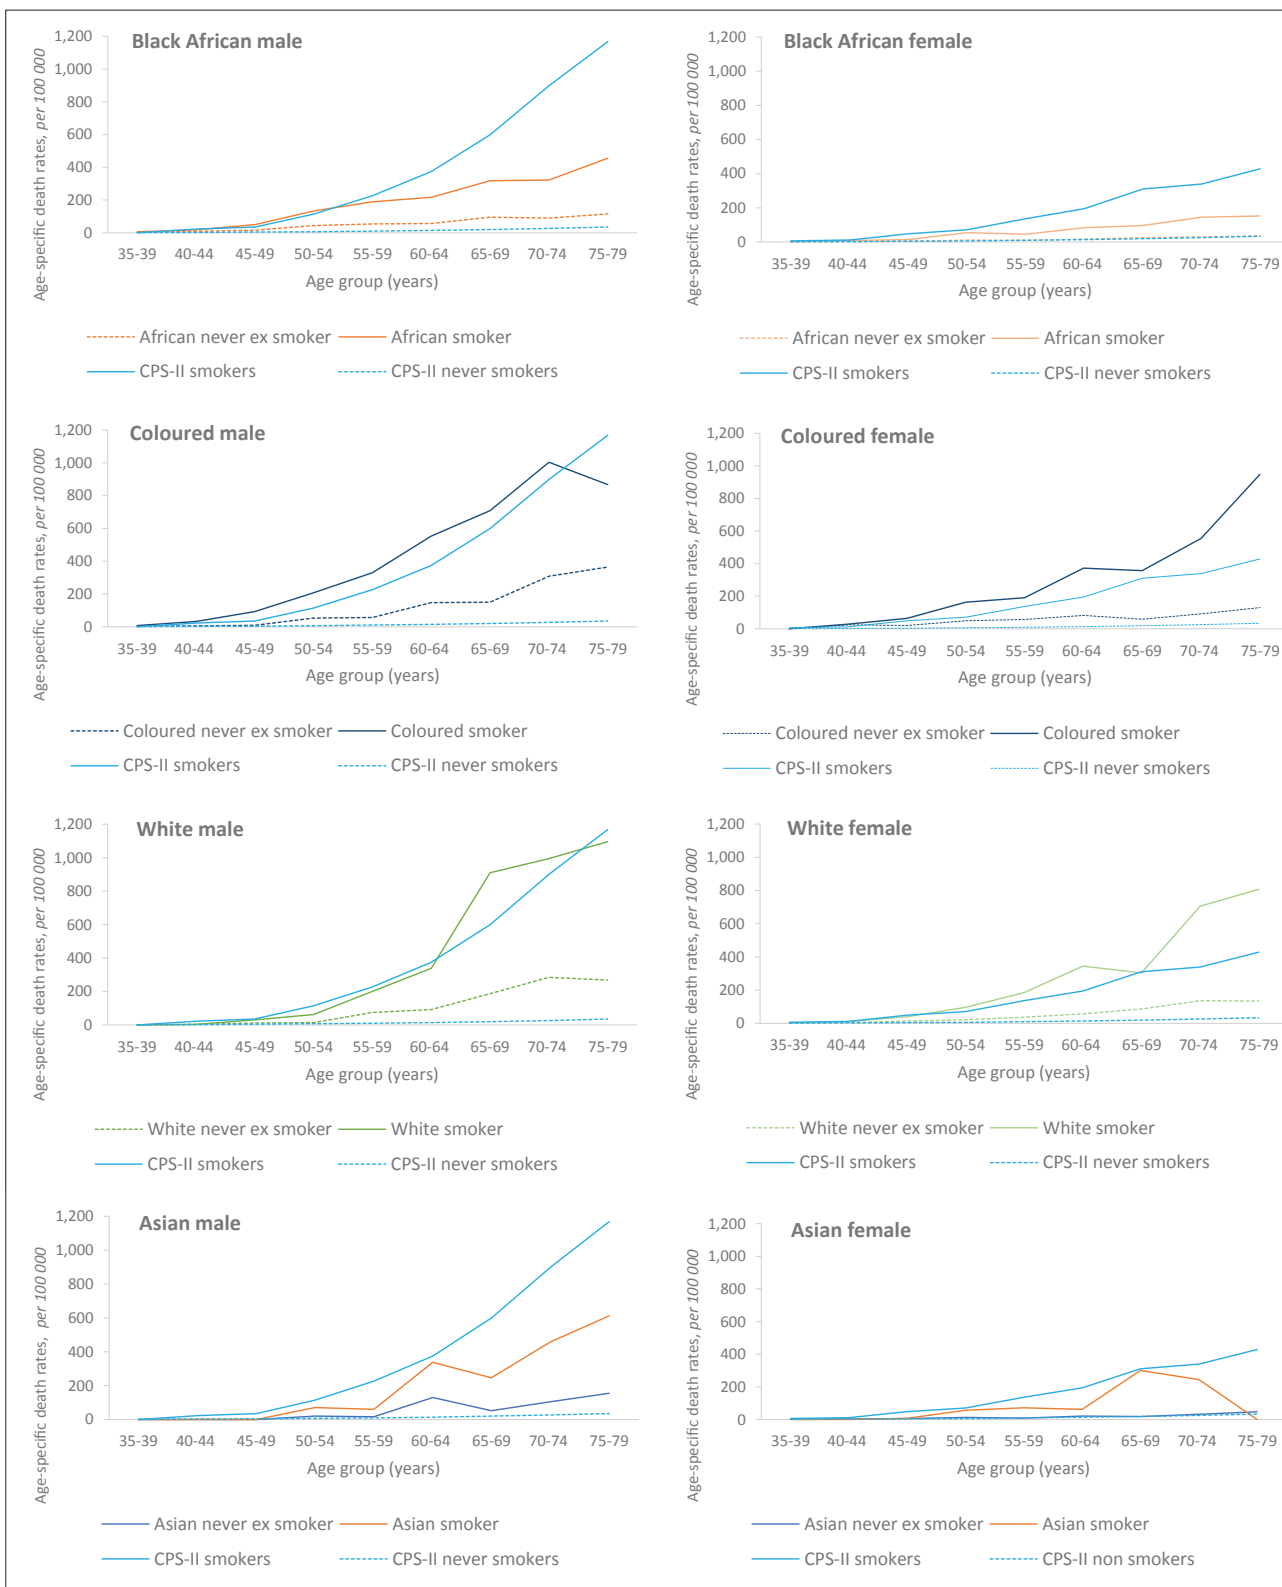 Black African male
Age-specific death rates, per 100 000
1,200
1,000
800
600
400
200
0
35-39 40-44 45-49 50-54 55-59 60-64 65-69 70-74 75-79
Age group (years)
African never ex smoker African smoker
CPS-II smokers CPS-II never smokers
Black African female
Age-specific death rates, per 100 000
1,200
1,000
800
600
400
200
0
35-39 40-44 45-49 50-54 55-59 60-64 65-69 70-74 75-79
Age group (years)
African never ex smoker African smoker
CPS-II smokers CPS-II never smokers
Coloured male
Age-specific death rates, per 100 000
1,200
1,000
800
600
400
200
0
35-39 40-44 45-49 50-54 55-59 60-64 65-69 70-74 75-79
Age group (years)
Coloured never ex smoker Coloured smoker
CPS-II smokers CPS-II never smokers
Coloured female
Age-specific death rates, per 100 000
1,200
1,000
800
600
400
200
0
35-39 40-44 45-49 50-54 55-59 60-64 65-69 70-74 75-79
Age group (years)
Coloured never ex smoker Coloured smoker
CPS-II smokers CPS-II never smokers
White male
Age-specific death rates, per 100 000
1,200
1,000
800
600
400
200
0
35-39 40-44 45-49 50-54 55-59 60-64 65-69 70-74 75-79
Age group (years)
White never ex smoker White smoker
CPS-II smokers CPS-II never smokers
White female
Age-specific death rates, per 100 000
1,200
1,000
800
600
400
200
0
35-39 40-44 45-49 50-54 55-59 60-64 65-69 70-74 75-79
Age group (years)
White never ex smoker White smoker
CPS-II smokers CPS-II never smokers
Asian male
Age-specific death rates, per 100 000
1,200
1,000
800
600
400
200
0
35-39 40-44 45-49 50-54 55-59 60-64 65-69 70-74 75-79
Age group (years)
Asian never ex smoker Asian smoker
CPS-II smokers CPS-II never smokers
Asian female
Age-specific death rates, per 100 000
1,200
1,000
800
600
400
200
0
35-39 40-44 45-49 50-54 55-59 60-64 65-69 70-74 75-79
Age group (years)
Asian never ex smoker Asian smoker
CPS-II smokers CPS-II non smokers